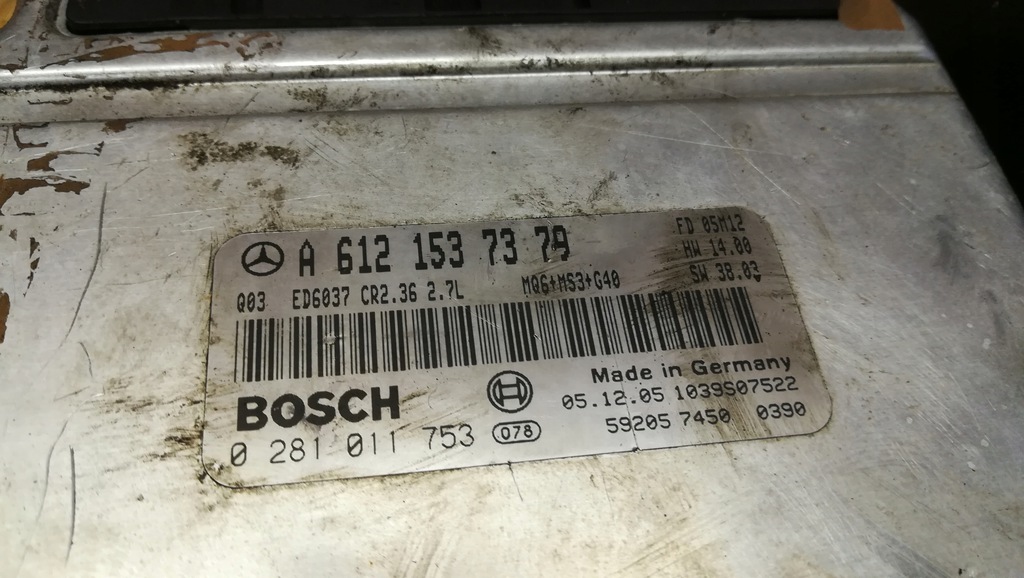 A 612 153 73 79
FD 05M12
HW 14.00
SW 38.03
Q03 ED6037 CR2.36 2.7L MQ6+MS3+G40
BOSCH
Made in Germany
05.12.05 1039S07522
0 281 011 753 078
59205 7450 0390